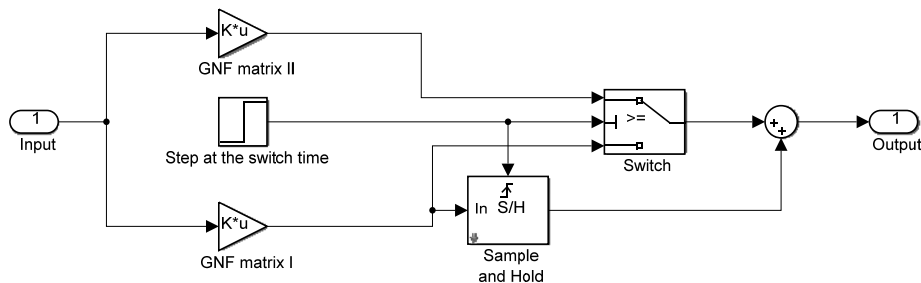 K*u
GNF matrix II
1
Input
Step at the switch time
>=
Switch
+
+
1
Output
K*u
GNF matrix I
In
S/H
Sample
and Hold